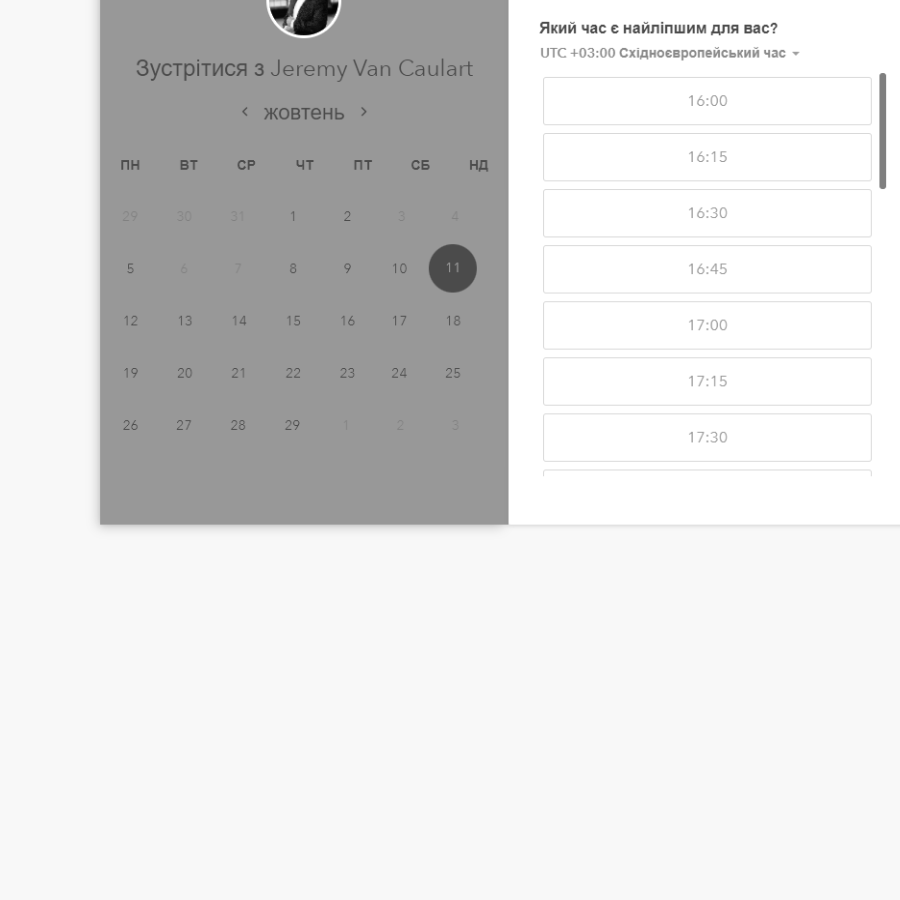 Зустрітися з Jeremy Van Caulart
жовтень
ПН ВТ СР ЧТ ПТ СБ НД
29 30 31 1 2 3 4
5 6 7 8 9 10 11
12 13 14 15 16 17 18
19 20 21 22 23 24 25
26 27 28 29 1 2 3
Який час є найліпшим для вас?
UTC +03:00 Східноєвропейський час
16:00
16:15
16:30
16:45
17:00
17:15
17:30